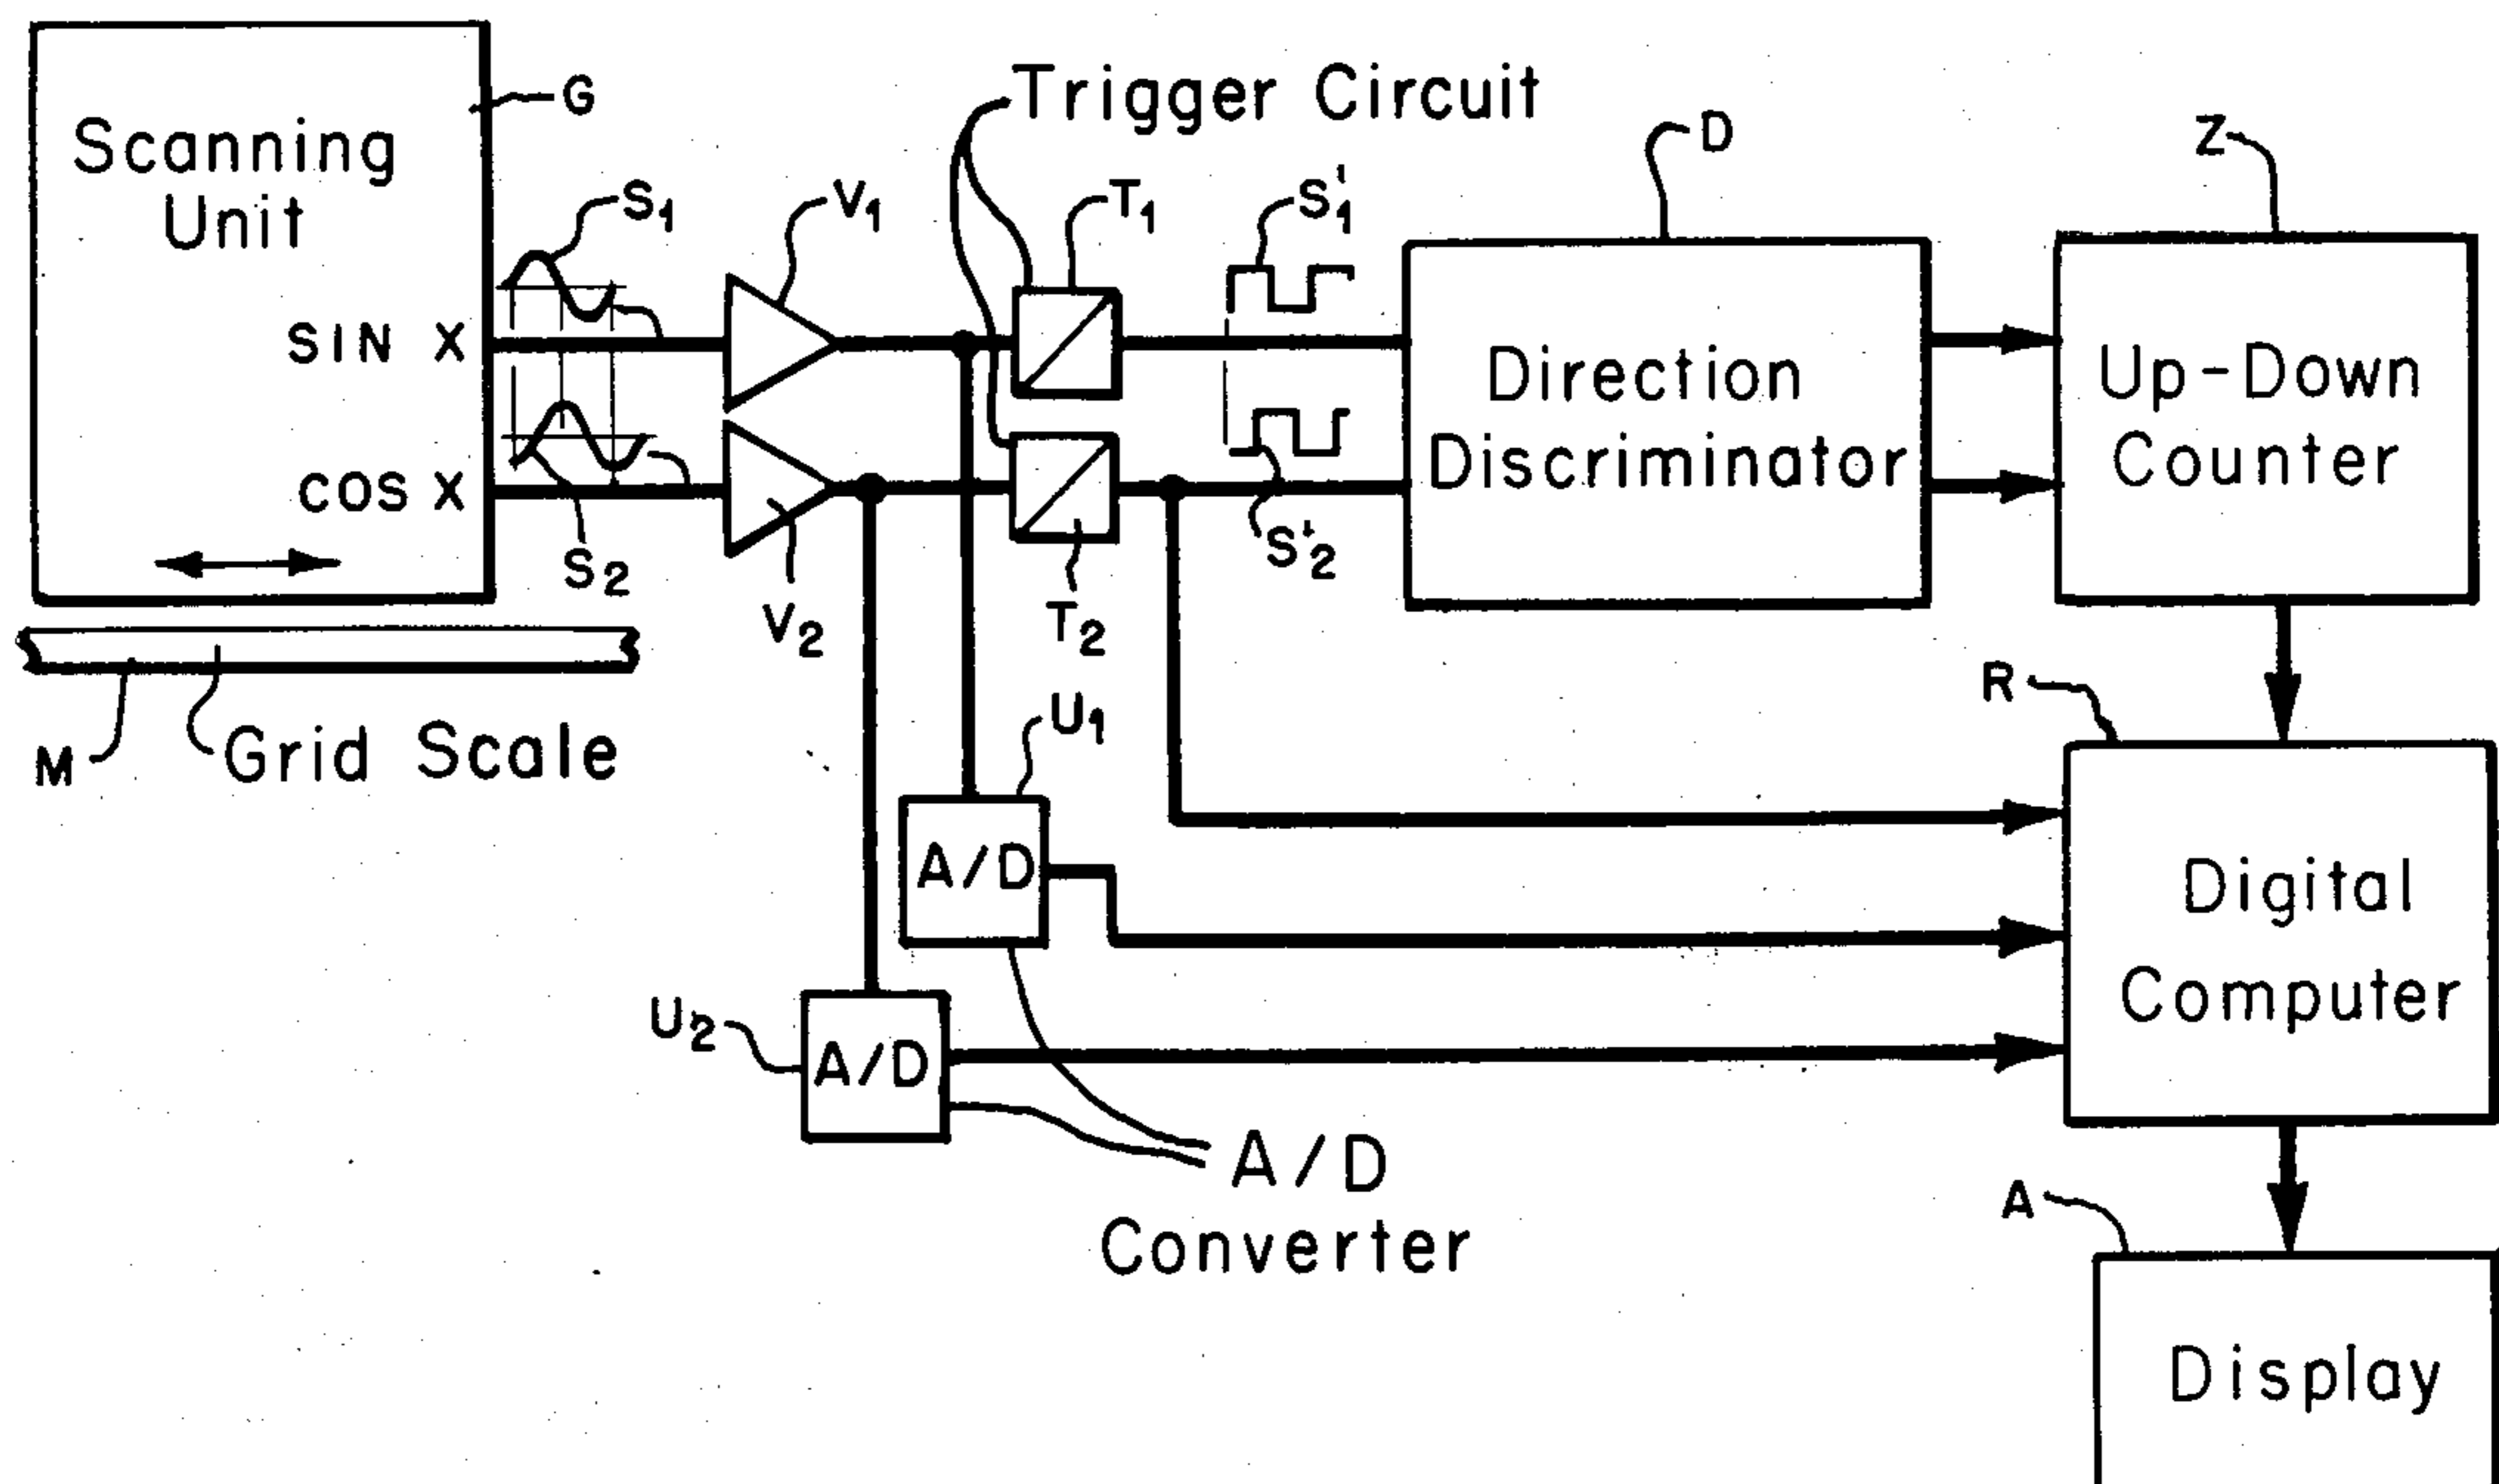 Scanning
Unit
G
SIN X
COS X
S1
S2
V1
V2
Trigger Circuit
T1
T2
S'1
S'2
D
Direction
Discriminator
Z
Up-Down
Counter
M
Grid Scale
U1
A/D
U2
A/D
A/D
Converter
R
Digital
Computer
A
Display